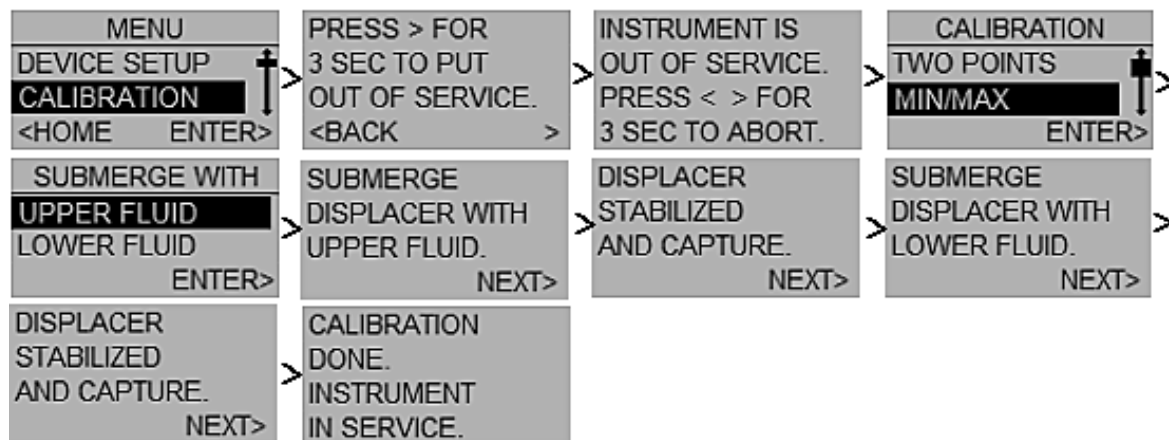 MENU
DEVICE SETUP
CALIBRATION
<HOME ENTER>
>
PRESS > FOR
3 SEC TO PUT
OUT OF SERVICE.
<BACK >
>
INSTRUMENT IS
OUT OF SERVICE.
PRESS < > FOR
3 SEC TO ABORT.
>
CALIBRATION
TWO POINTS
MIN/MAX
ENTER>
>
SUBMERGE WITH
UPPER FLUID
LOWER FLUID
ENTER>
>
SUBMERGE
DISPLACER WITH
UPPER FLUID.
NEXT>
>
DISPLACER
STABILIZED
AND CAPTURE.
NEXT>
>
SUBMERGE
DISPLACER WITH
LOWER FLUID.
NEXT>
>
DISPLACER
STABILIZED
AND CAPTURE.
NEXT>
>
CALIBRATION
DONE.
INSTRUMENT
IN SERVICE.